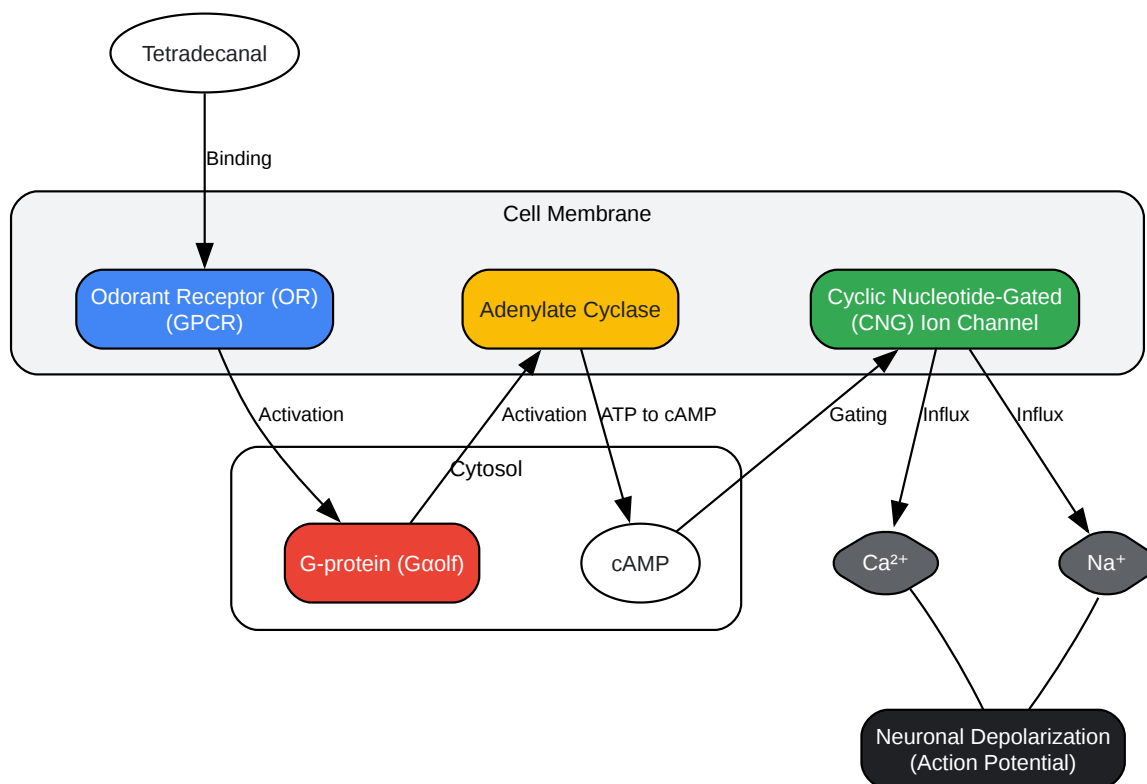 Tetradecanal
Binding
Cell Membrane
Odorant Receptor (OR)
(GPCR)
Adenylate Cyclase
Cyclic Nucleotide-Gated
(CNG) Ion Channel
Activation
Activation
ATP to cAMP
Gating
Influx
Influx
Cytosol
G-protein (Gαolf)
cAMP
Ca²⁺
Na⁺
Neuronal Depolarization
(Action Potential)